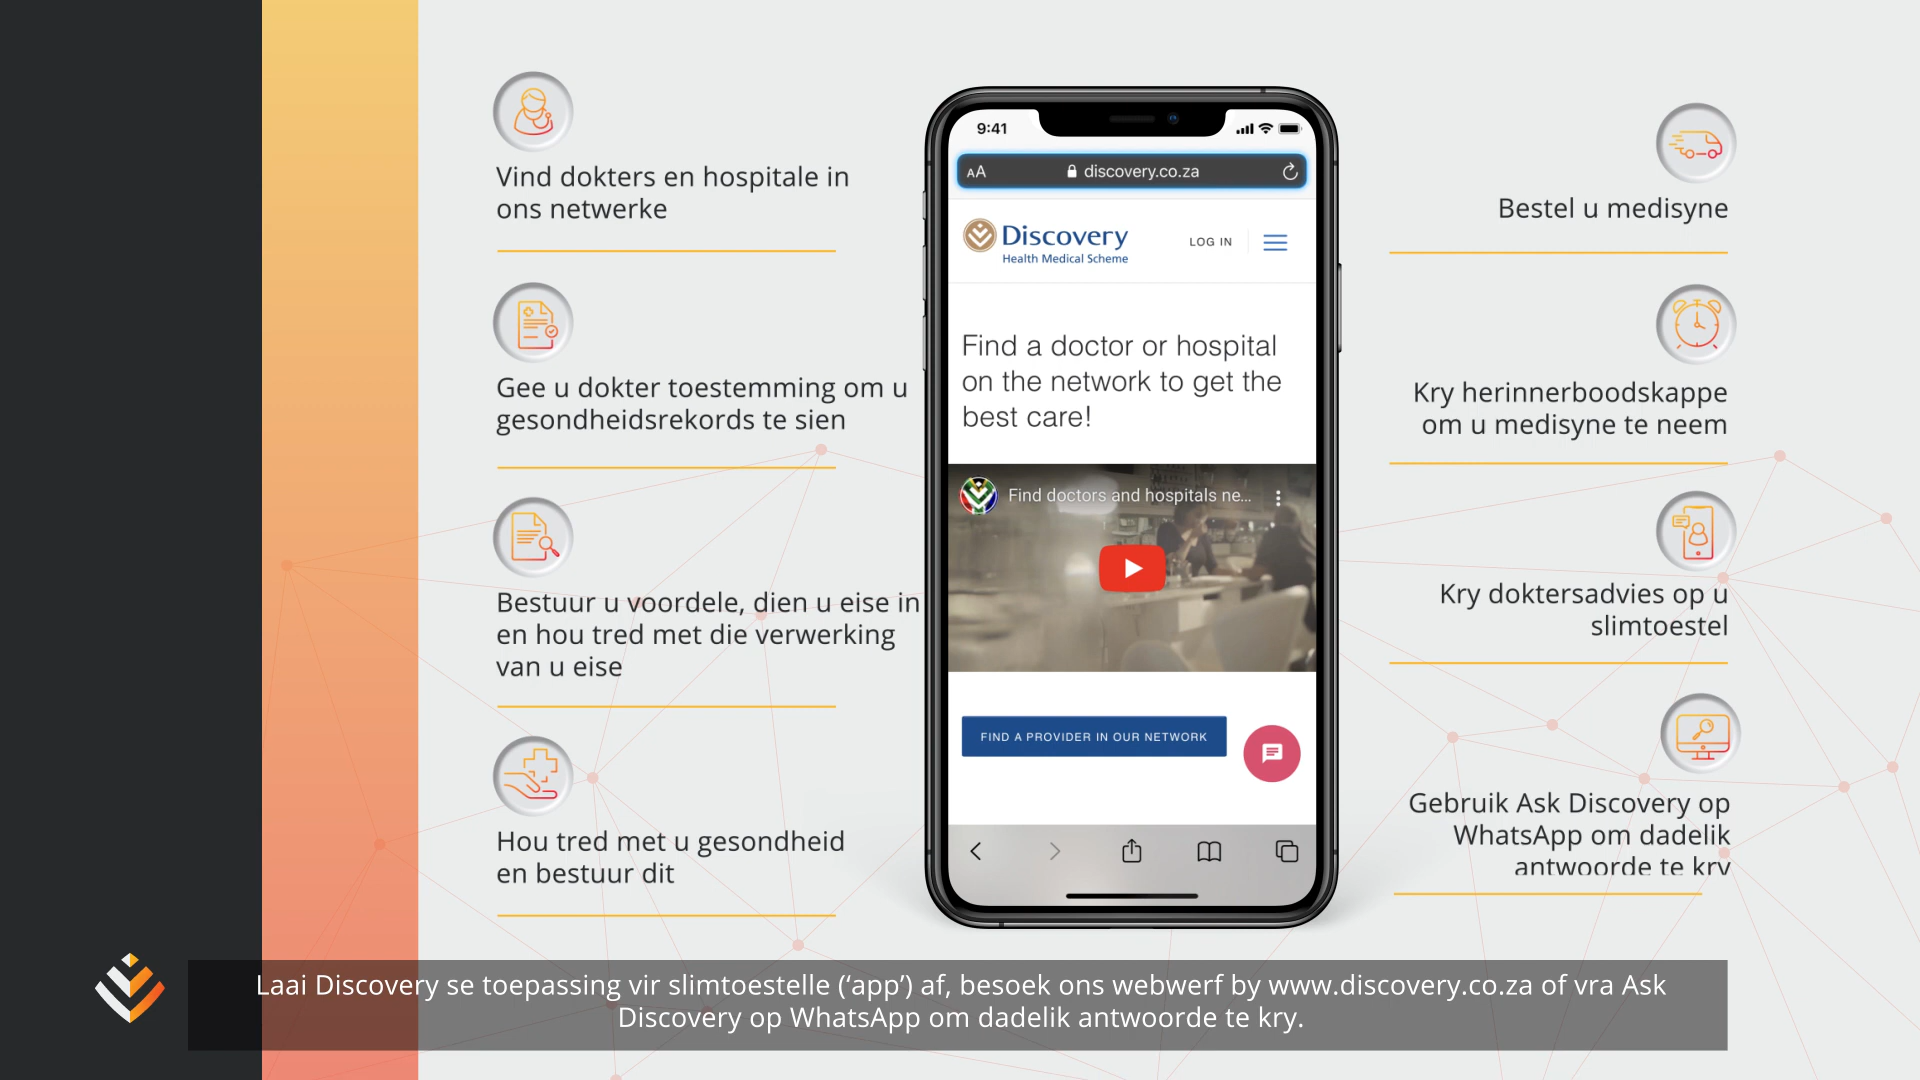 Vind dokters en hospitale in
ons netwerke
Gee u dokter toestemming om u
gesondheidsrekords te sien
Bestuur u voordele, dien u eise in
en hou tred met die verwerking
van u eise
Hou tred met u gesondheid
en bestuur dit
9:41
AA
discovery.co.za
Discovery
Health Medical Scheme
LOG IN
Find a doctor or hospital
on the network to get the
best care!
Find doctors and hospitals ne...
FIND A PROVIDER IN OUR NETWORK
Bestel u medisyne
Kry herinnerboodskappe
om u medisyne te neem
Kry doktersadvies op u
slimtoestel
Gebruik Ask Discovery op
WhatsApp om dadelik
antwoorde te kry
Laai Discovery se toepassing vir slimtoestelle (‘app’) af, besoek ons webwerf by www.discovery.co.za of vra Ask
Discovery op WhatsApp om dadelik antwoorde te kry.